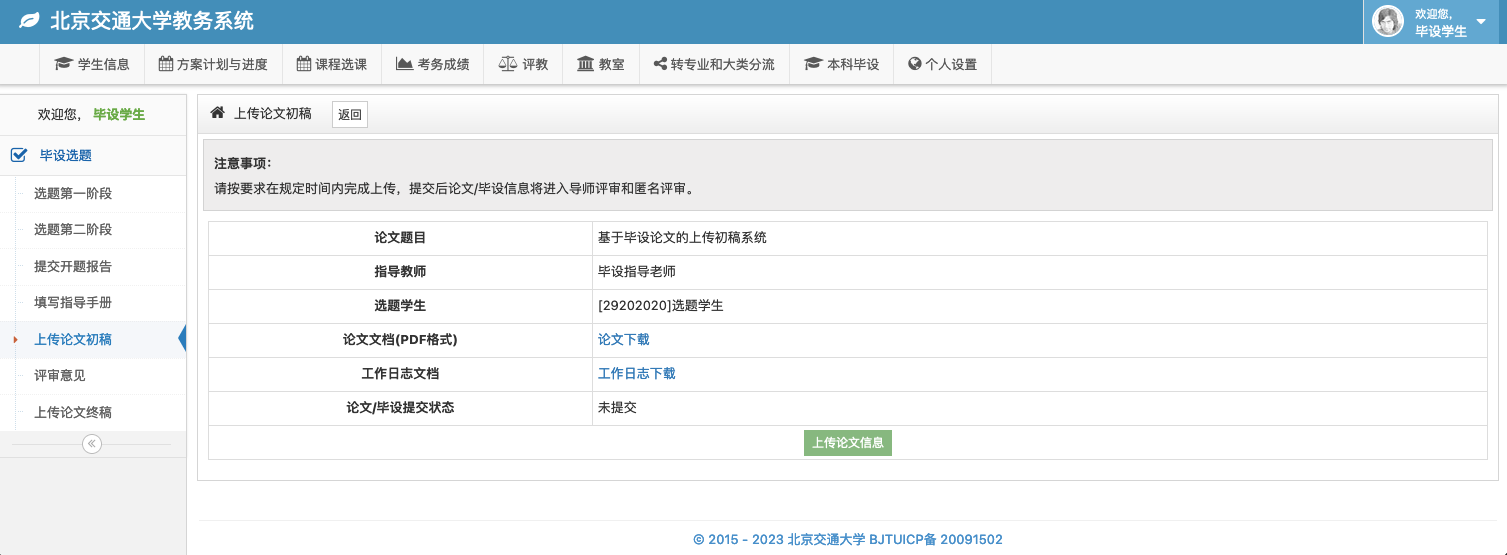 北京交通大学教务系统
欢迎您,
毕设学生
学生信息 方案计划与进度 课程选课 考务成绩 评教 教室 转专业和大类分流 本科毕设 个人设置
欢迎您, 毕设学生
毕设选题
选题第一阶段
选题第二阶段
提交开题报告
填写指导手册
上传论文初稿
评审意见
上传论文终稿
上传论文初稿 返回
注意事项:
请按要求在规定时间内完成上传，提交后论文/毕设信息将进入导师评审和匿名评审。
论文题目 基于毕设论文的上传初稿系统
指导教师 毕设指导老师
选题学生 [29202020]选题学生
论文文档(PDF格式) 论文下载
工作日志文档 工作日志下载
论文/毕设提交状态 未提交
上传论文信息
© 2015 - 2023 北京交通大学 BJTUICP备 20091502